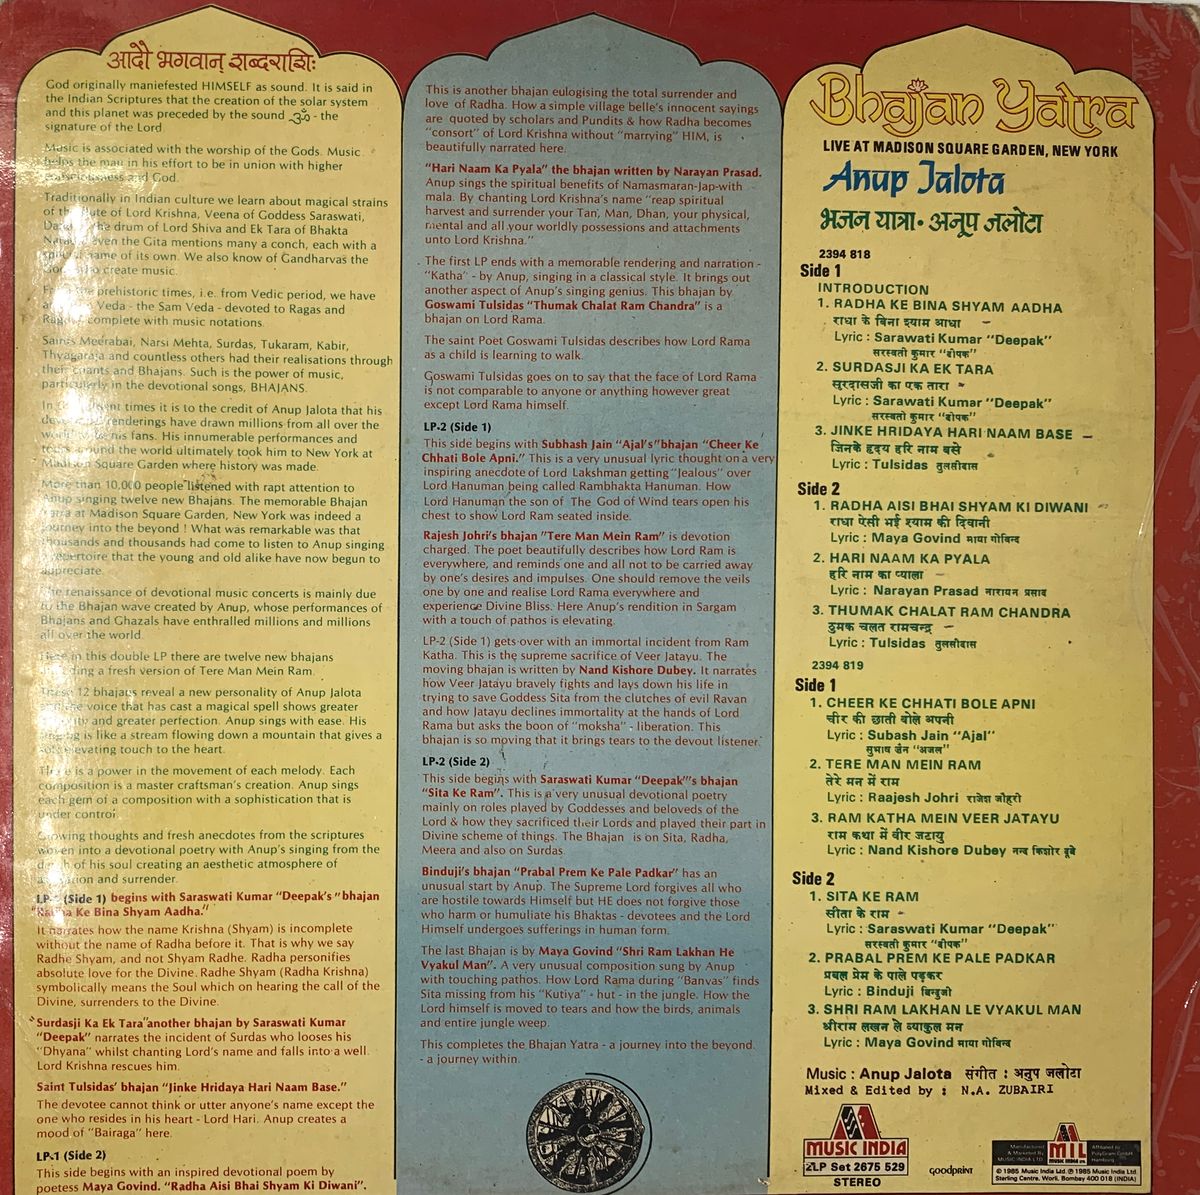 आदौ भगवान् शब्दराशिः
God originally maniefested HIMSELF as sound. It is said in
the Indian Scriptures that the creation of the solar system
and this planet was preceded by the sound ॐ - the
signature of the Lord.
Music is associated with the worship of the Gods. Music
helps the man in his effort to be in union with higher
consciousness and God.
Traditionally in Indian culture we learn about magical strains
of the flute of Lord Krishna, Veena of Goddess Saraswati,
the drum of Lord Shiva and Ek Tara of Bhakta
even the Gita mentions many a conch, each with a
name of its own. We also know of Gandharvas the
to create music.
prehistoric times, i.e. from Vedic period, we have
Veda - the Sam Veda - devoted to Ragas and
complete with music notations.
Saints Meerabai, Narsi Mehta, Surdas, Tukaram, Kabir,
Thyagaraja and countless others had their realisations through
their chants and Bhajans. Such is the power of music,
particularly in the devotional songs, BHAJANS.
In times it is to the credit of Anup Jalota that his
renderings have drawn millions from all over the
world to be his fans. His innumerable performances and
tours around the world ultimately took him to New York at
Madison Square Garden where history was made.
More than 10,000 people listened with rapt attention to
Anup singing twelve new Bhajans. The memorable Bhajan
Yatra at Madison Square Garden, New York was indeed a
journey into the beyond ! What was remarkable was that
thousands and thousands had come to listen to Anup singing
a repertoire that the young and old alike have now begun to
appreciate.
The renaissance of devotional music concerts is mainly due
to the Bhajan wave created by Anup, whose performances of
Bhajans and Ghazals have enthralled millions and millions
all over the world.
Here in this double LP there are twelve new bhajans
including a fresh version of Tere Man Mein Ram.
These 12 bhajans reveal a new personality of Anup Jalota
and the voice that has cast a magical spell shows greater
and greater perfection. Anup sings with ease. His
singing is like a stream flowing down a mountain that gives a
elevating touch to the heart.
There is a power in the movement of each melody. Each
composition is a master craftsman's creation. Anup sings
each gem of a composition with a sophistication that is
under control.
Growing thoughts and fresh anecdotes from the scriptures
woven into a devotional poetry with Anup's singing from the
depth of his soul creating an aesthetic atmosphere of
and surrender.
LP-1 (Side 1) begins with Saraswati Kumar "Deepak's" bhajan
"Radha Ke Bina Shyam Aadha."
It narrates how the name Krishna (Shyam) is incomplete
without the name of Radha before it. That is why we say
Radhe Shyam, and not Shyam Radhe. Radha personifies
absolute love for the Divine. Radhe Shyam (Radha Krishna)
symbolically means the Soul which on hearing the call of the
Divine, surrenders to the Divine.
"Surdasji Ka Ek Tara" another bhajan by Saraswati Kumar
"Deepak" narrates the incident of Surdas who looses his
"Dhyana" whilst chanting Lord's name and falls into a well.
Lord Krishna rescues him.
Saint Tulsidas' bhajan "Jinke Hridaya Hari Naam Base."
The devotee cannot think or utter anyone's name except the
one who resides in his heart - Lord Hari. Anup creates a
mood of "Bairaga" here.
LP-1 (Side 2)
This side begins with an inspired devotional poem by
poetess Maya Govind. "Radha Aisi Bhai Shyam Ki Diwani".
This is another bhajan eulogising the total surrender and
love of Radha. How a simple village belle's innocent sayings
are quoted by scholars and Pundits & how Radha becomes
"consort" of Lord Krishna without "marrying" HIM, is
beautifully narrated here.
"Hari Naam Ka Pyala" the bhajan written by Narayan Prasad.
Anup sings the spiritual benefits of Namasmaran-Jap-with
mala. By chanting Lord Krishna's name "reap spiritual
harvest and surrender your Tan, Man, Dhan, your physical,
mental and all your worldly possessions and attachments
unto Lord Krishna."
The first LP ends with a memorable rendering and narration -
"Katha" - by Anup, singing in a classical style. It brings out
another aspect of Anup's singing genius. This bhajan by
Goswami Tulsidas "Thumak Chalat Ram Chandra" is a
bhajan on Lord Rama.
The saint Poet Goswami Tulsidas describes how Lord Rama
as a child is learning to walk.
Goswami Tulsidas goes on to say that the face of Lord Rama
is not comparable to anyone or anything however great
except Lord Rama himself.
LP-2 (Side 1)
This side begins with Subhash Jain "Ajal's" bhajan "Cheer Ke
Chhati Bole Apni." This is a very unusual lyric thought on a very
inspiring anecdote of Lord Lakshman getting "Jealous" over
Lord Hanuman being called Rambhakta Hanuman. How
Lord Hanuman the son of The God of Wind tears open his
chest to show Lord Ram seated inside.
Rajesh Johri's bhajan "Tere Man Mein Ram" is devotion
charged. The poet beautifully describes how Lord Ram is
everywhere, and reminds one and all not to be carried away
by one's desires and impulses. One should remove the veils
one by one and realise Lord Rama everywhere and
experience Divine Bliss. Here Anup's rendition in Sargam
with a touch of pathos is elevating.
LP-2 (Side 1) gets over with an immortal incident from Ram
Katha. This is the supreme sacrifice of Veer Jatayu. The
moving bhajan is written by Nand Kishore Dubey. It narrates
how Veer Jatayu bravely fights and lays down his life in
trying to save Goddess Sita from the clutches of evil Ravan
and how Jatayu declines immortality at the hands of Lord
Rama but asks the boon of "moksha" - liberation. This
bhajan is so moving that it brings tears to the devout listener.
LP-2 (Side 2)
This side begins with Saraswati Kumar "Deepak"'s bhajan
"Sita Ke Ram". This is a very unusual devotional poetry
mainly on roles played by Goddesses and beloveds of the
Lord & how they sacrificed their Lords and played their part in
Divine scheme of things. The Bhajan is on Sita, Radha,
Meera and also on Surdas.
Binduji's bhajan "Prabal Prem Ke Pale Padkar" has an
unusual start by Anup. The Supreme Lord forgives all who
are hostile towards Himself but HE does not forgive those
who harm or humuliate his Bhaktas - devotees and the Lord
Himself undergoes sufferings in human form.
The last Bhajan is by Maya Govind "Shri Ram Lakhan He
Vyakul Man". A very unusual composition sung by Anup
with touching pathos. How Lord Rama during "Banvas" finds
Sita missing from his "Kutiya" - hut - in the jungle. How the
Lord himself is moved to tears and how the birds, animals
and entire jungle weep.
This completes the Bhajan Yatra - a journey into the beyond.
- a journey within.
Bhajan Yatra
LIVE AT MADISON SQUARE GARDEN, NEW YORK
Anup Jalota
भजन यात्रा • अनूप जलोटा
2394 818
Side 1
INTRODUCTION
1. RADHA KE BINA SHYAM AADHA
राधा के बिना श्याम आधा
Lyric : Sarawati Kumar "Deepak"
सरस्वती कुमार "दीपक"
2. SURDASJI KA EK TARA
सुरदासजी का एक तारा
Lyric : Sarawati Kumar "Deepak"
सरस्वती कुमार "दीपक"
3. JINKE HRIDAYA HARI NAAM BASE
जिनके हृदय हरि नाम बसे
Lyric : Tulsidas तुलसीदास
Side 2
1. RADHA AISI BHAI SHYAM KI DIWANI
राधा ऐसी भई श्याम की दिवानी
Lyric : Maya Govind माया गोविन्द
2. HARI NAAM KA PYALA
हरि नाम का प्याला
Lyric : Narayan Prasad नारायन प्रसाद
3. THUMAK CHALAT RAM CHANDRA
ठुमक चलत रामचन्द्र
Lyric : Tulsidas तुलसीदास
2394 819
Side 1
1. CHEER KE CHHATI BOLE APNI
चीर की छाती बोले अपनी
Lyric : Subash Jain "Ajal"
सुभाष जैन "अजल"
2. TERE MAN MEIN RAM
तेरे मन में राम
Lyric : Raajesh Johri राजेश जौहरी
3. RAM KATHA MEIN VEER JATAYU
राम कथा में वीर जटायु
Lyric : Nand Kishore Dubey नन्द किशोर दूबे
Side 2
1. SITA KE RAM
सीता के राम
Lyric : Saraswati Kumar "Deepak"
सरस्वती कुमार "दीपक"
2. PRABAL PREM KE PALE PADKAR
प्रबल प्रेम के पाले पड़कर
Lyric : Binduji बिन्दुजी
3. SHRI RAM LAKHAN LE VYAKUL MAN
श्रीराम लखन ले व्याकुल मन
Lyric : Maya Govind माया गोविन्द
Music : Anup Jalota संगीत : अनुप जलोटा
Mixed & Edited by : N.A. ZUBAIRI
MUSIC INDIA
2LP Set 2675 529
STEREO
GOODPRINT
Manufactured
& Marketed By
MUSIC INDIA LTD.
MIL
MUSIC INDIA LTD.
Affiliated to
PolyGram GmbH.
Hamburg
© 1985 Music India Ltd. ℗ 1985 Music India Ltd.
Sterling Centre, Worli, Bombay 400 018 (INDIA)